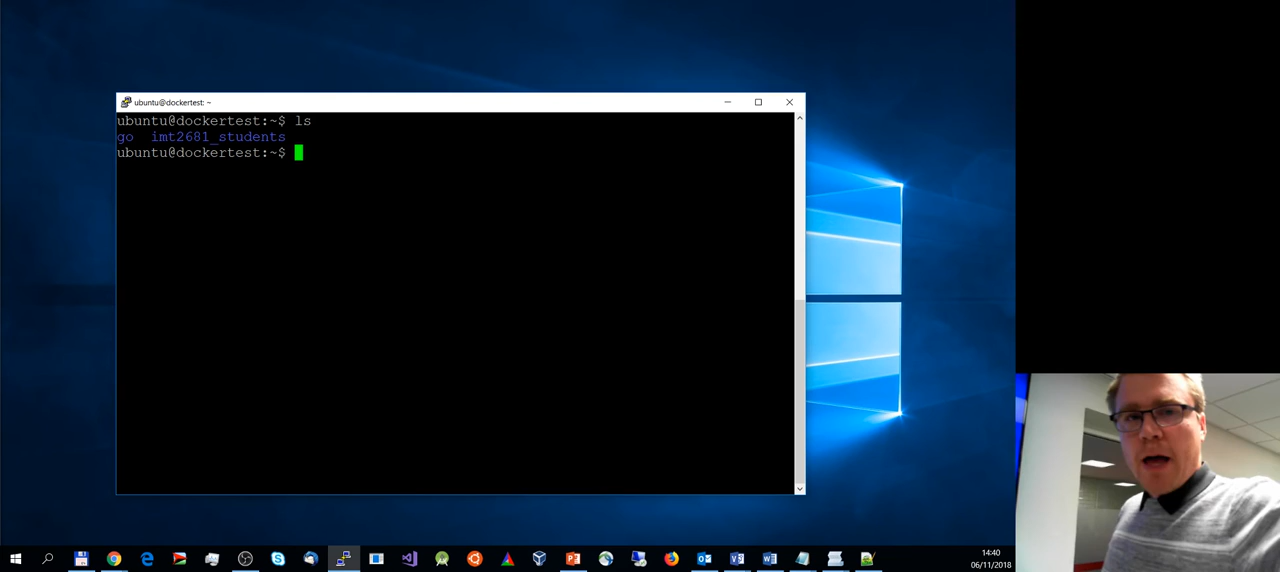 ubuntu@dockertest: ~
ubuntu@dockertest:~$ ls
go imt2681_students
ubuntu@dockertest:~$
14:40
06/11/2018